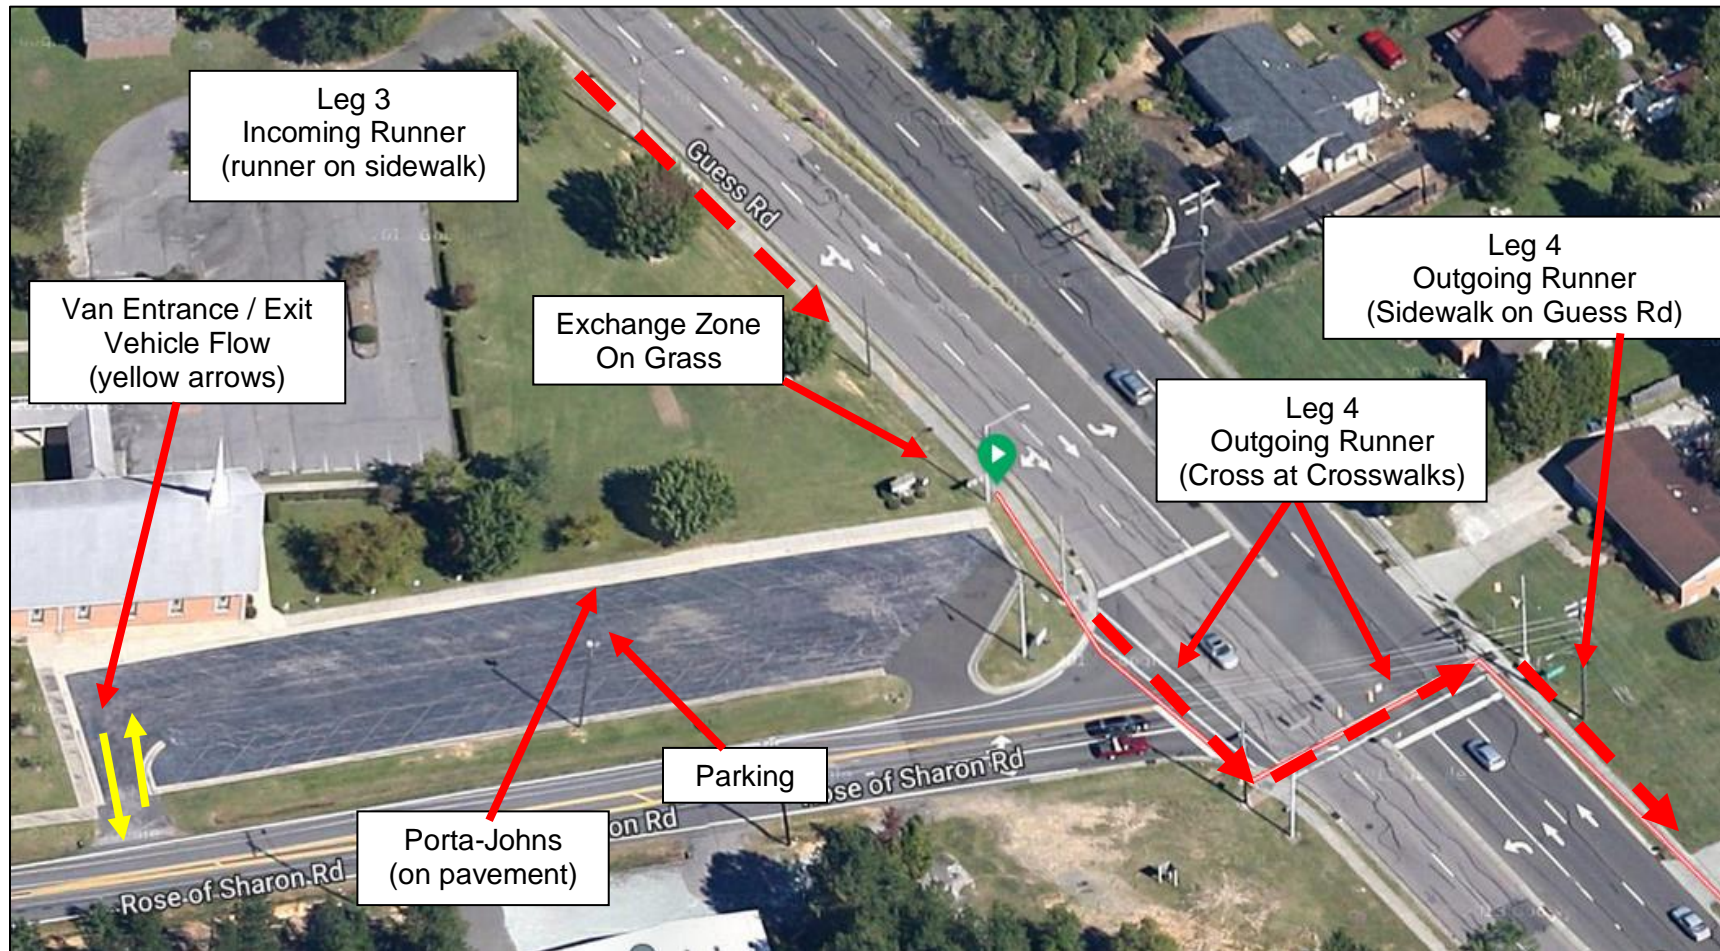 Leg 3
Incoming Runner
(runner on sidewalk)
Guess Rd
Leg 4
Outgoing Runner
(Sidewalk on Guess Rd)
Van Entrance / Exit
Vehicle Flow
(yellow arrows)
Exchange Zone
On Grass
Leg 4
Outgoing Runner
(Cross at Crosswalks)
Parking
Rose of Sharon Rd
Porta-Johns
(on pavement)
on Rd
Rose of Sharon Rd